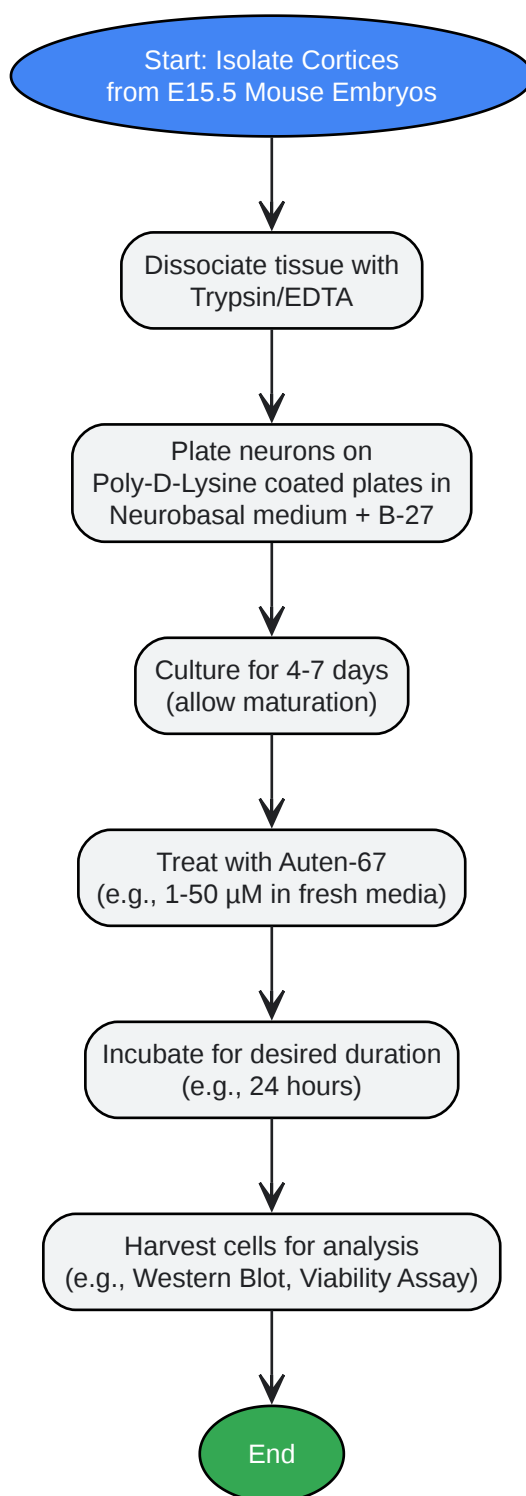 Start: Isolate Cortices
from E15.5 Mouse Embryos
Dissociate tissue with
Trypsin/EDTA
Plate neurons on
Poly-D-Lysine coated plates in
Neurobasal medium + B-27
Culture for 4-7 days
(allow maturation)
Treat with Auten-67
(e.g., 1-50 µM in fresh media)
Incubate for desired duration
(e.g., 24 hours)
Harvest cells for analysis
(e.g., Western Blot, Viability Assay)
End